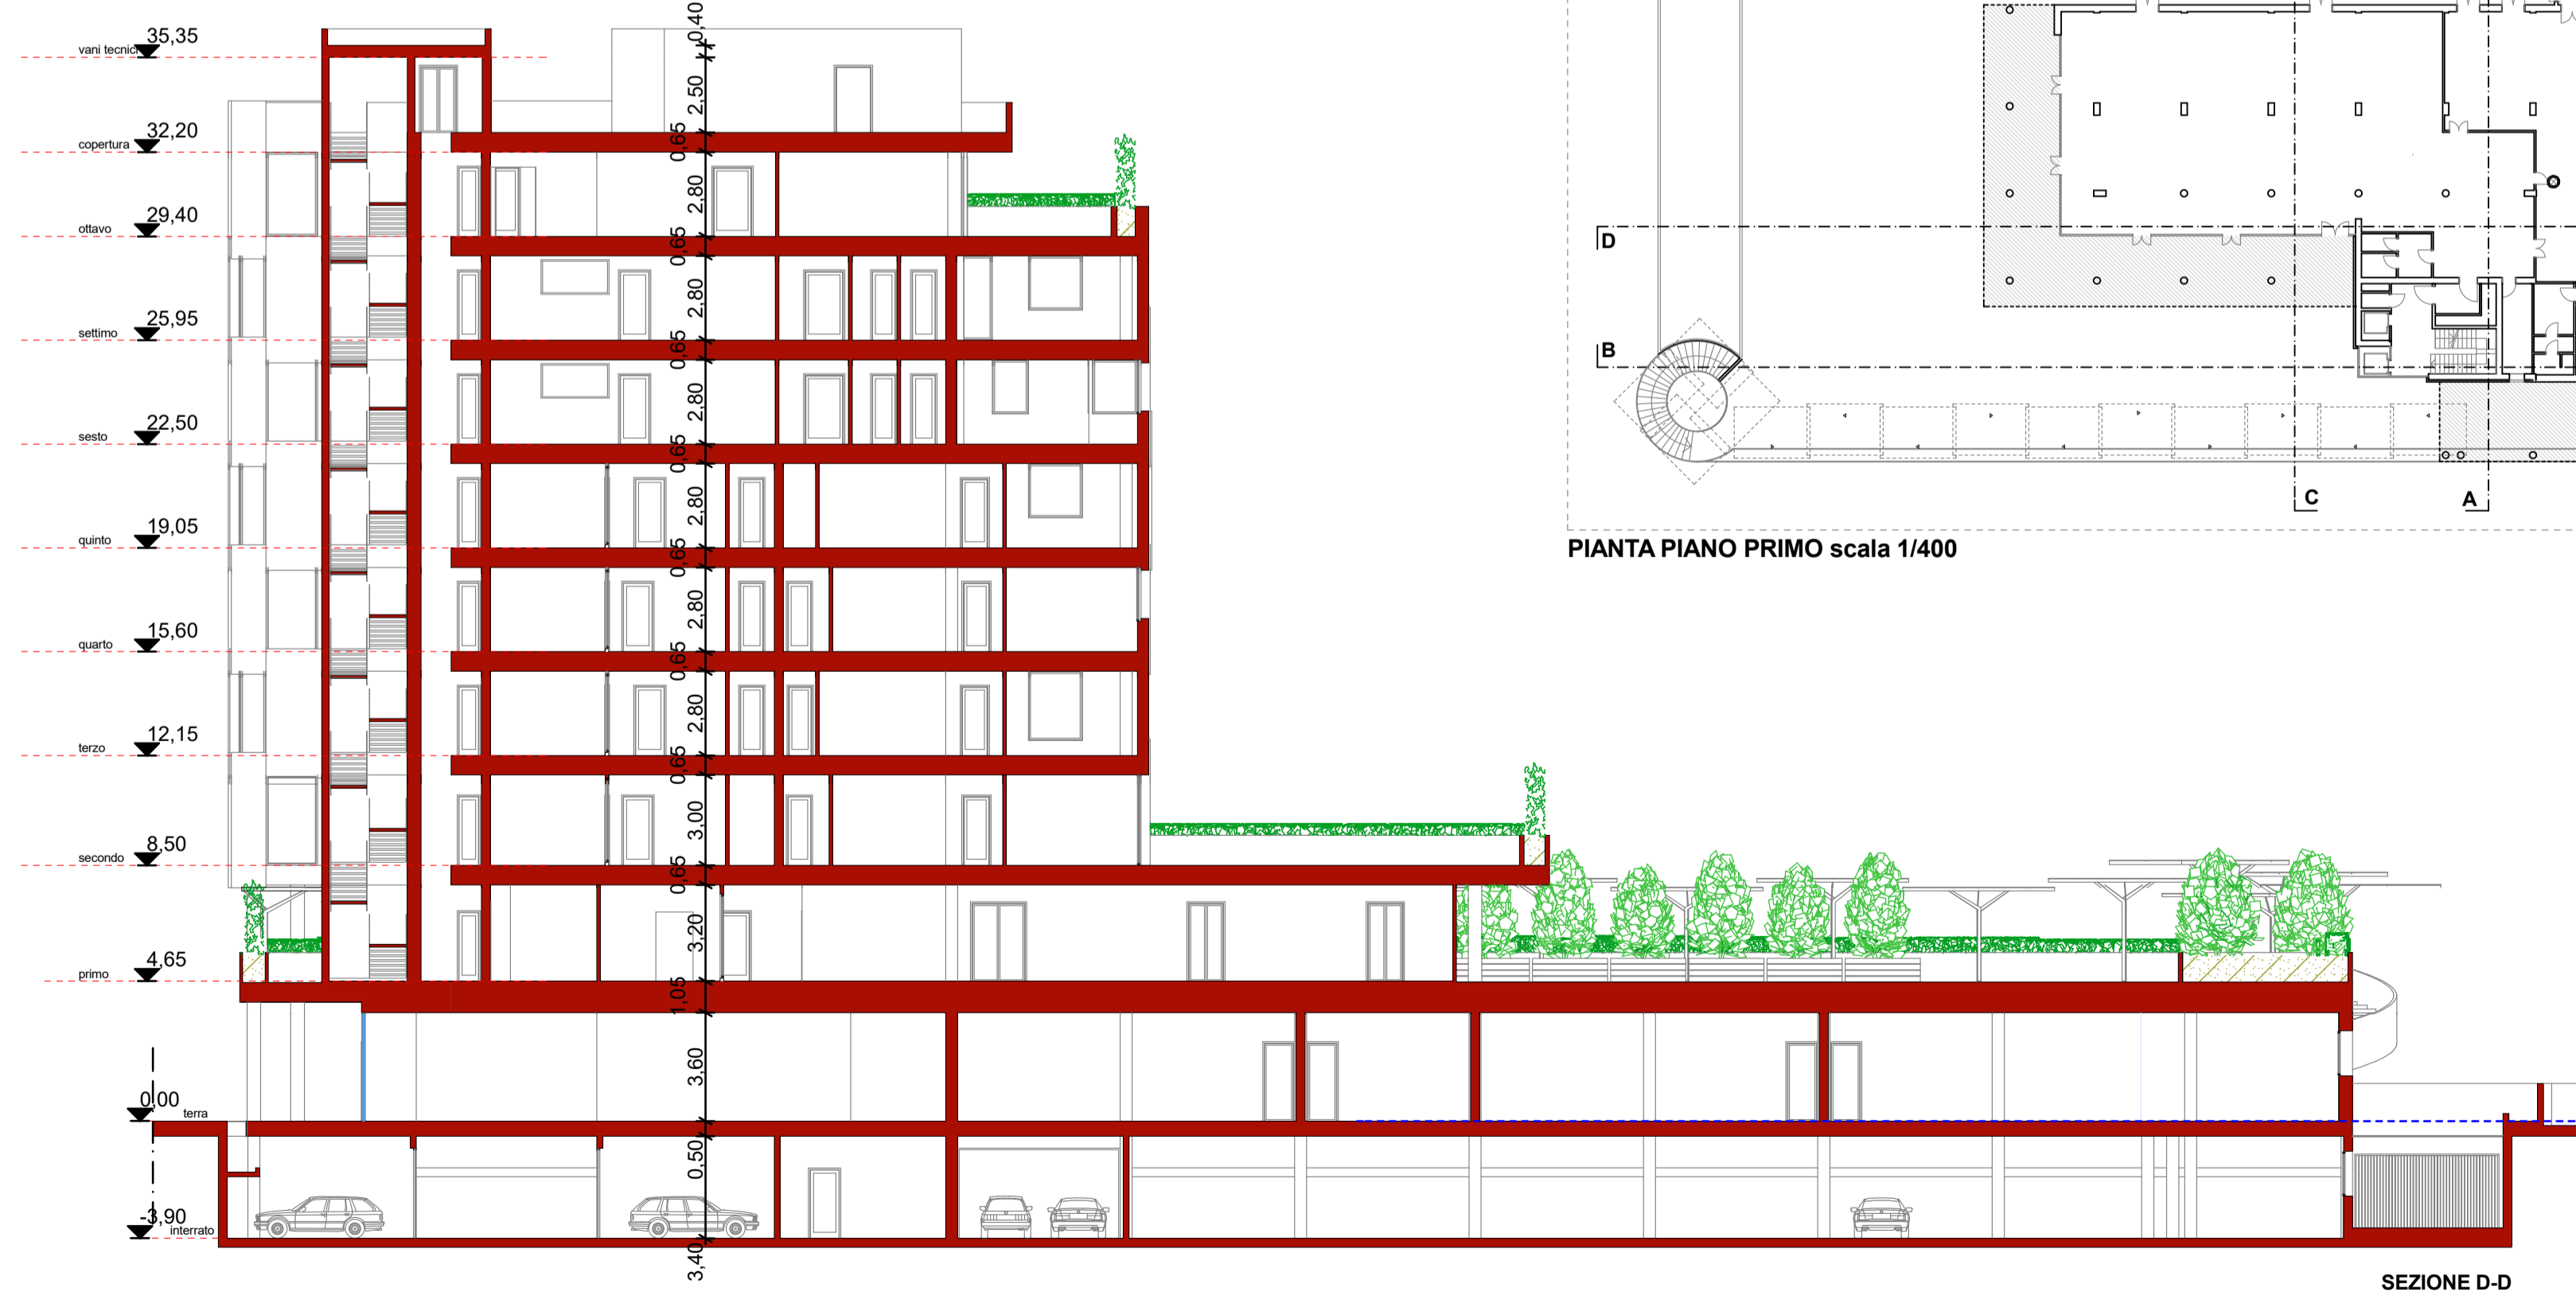 35,35
vani tecnici
32,20
copertura
29,40
ottavo
25,95
settimo
22,50
sesto
19,05
quinto
15,60
quarto
12,15
terzo
8,50
secondo
4,65
primo
0,00
terra
-3,90
interrato
0,40
2,50
0,65
2,80
0,65
2,80
0,65
2,80
0,65
2,80
0,65
2,80
0,65
2,80
0,65
3,00
0,65
3,20
1,05
3,60
0,50
3,40
D
B
C
A
PIANTA PIANO PRIMO scala 1/400
SEZIONE D-D